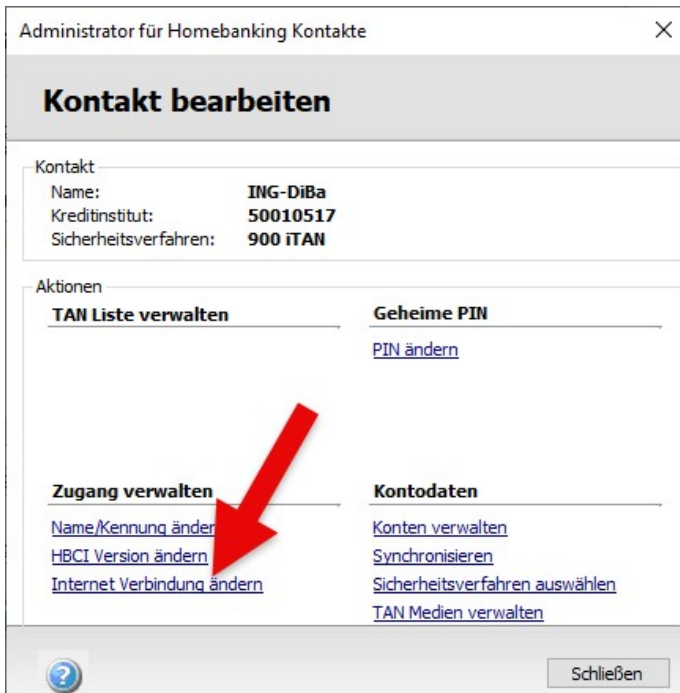 Administrator für Homebanking Kontakte
Kontakt bearbeiten
Kontakt
Name: ING-DiBa
Kreditinstitut: 50010517
Sicherheitsverfahren: 900 iTAN
Aktionen
TAN Liste verwalten
Geheime PIN
PIN ändern
Zugang verwalten
Name/Kennung änder
HBCI Version ändern
Internet Verbindung ändern
Kontodaten
Konten verwalten
Synchronisieren
Sicherheitsverfahren auswählen
TAN Medien verwalten
?
Schließen